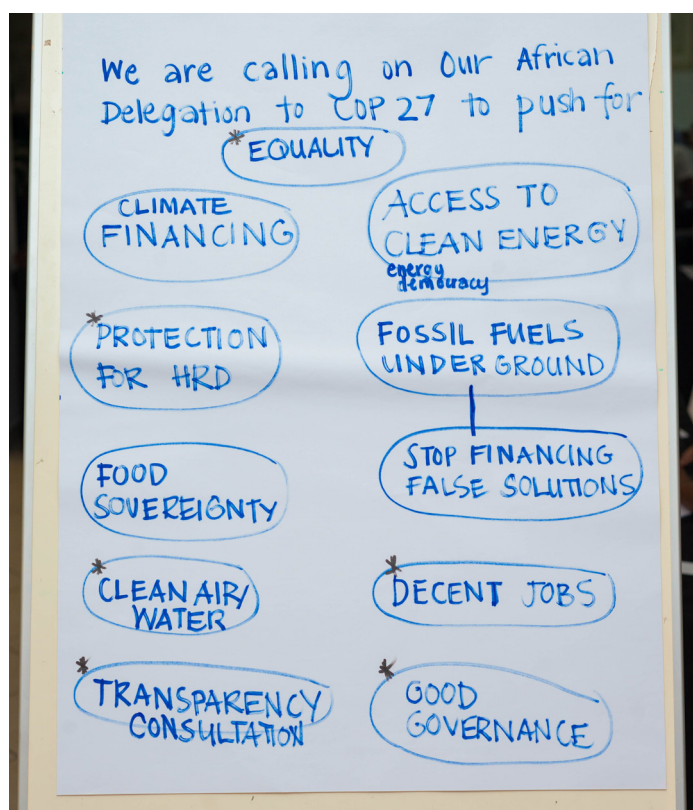 We are calling on Our African
Delegation to COP 27 to push for
* EQUALITY
CLIMATE
FINANCING
ACCESS TO
CLEAN ENERGY
energy
democracy
* PROTECTION
FOR HRD
FOSSIL FUELS
UNDER GROUND
FOOD
SOVEREIGNTY
STOP FINANCING
FALSE SOLUTIONS
* CLEAN AIR/
WATER
* DECENT JOBS
* TRANSPARENCY
CONSULTATION
* GOOD
GOVERNANCE